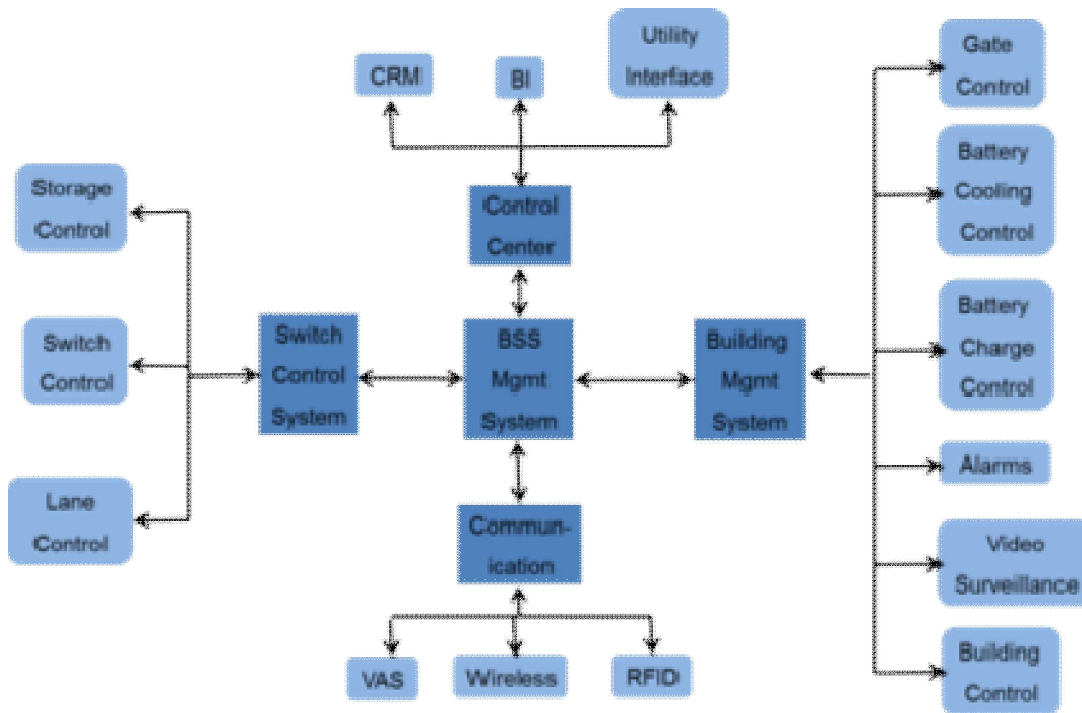 CRM
BI
Utility
Interface
Gate
Control
Storage
Control
Control
Center
Battery
Cooling
Control
Switch
Control
Switch
Control
System
BSS
Mgmt
System
Building
Mgmt
System
Battery
Charge
Control
Lane
Control
Commun-
ication
Alarms
Video
Surveillance
VAS
Wireless
RFID
Building
Control